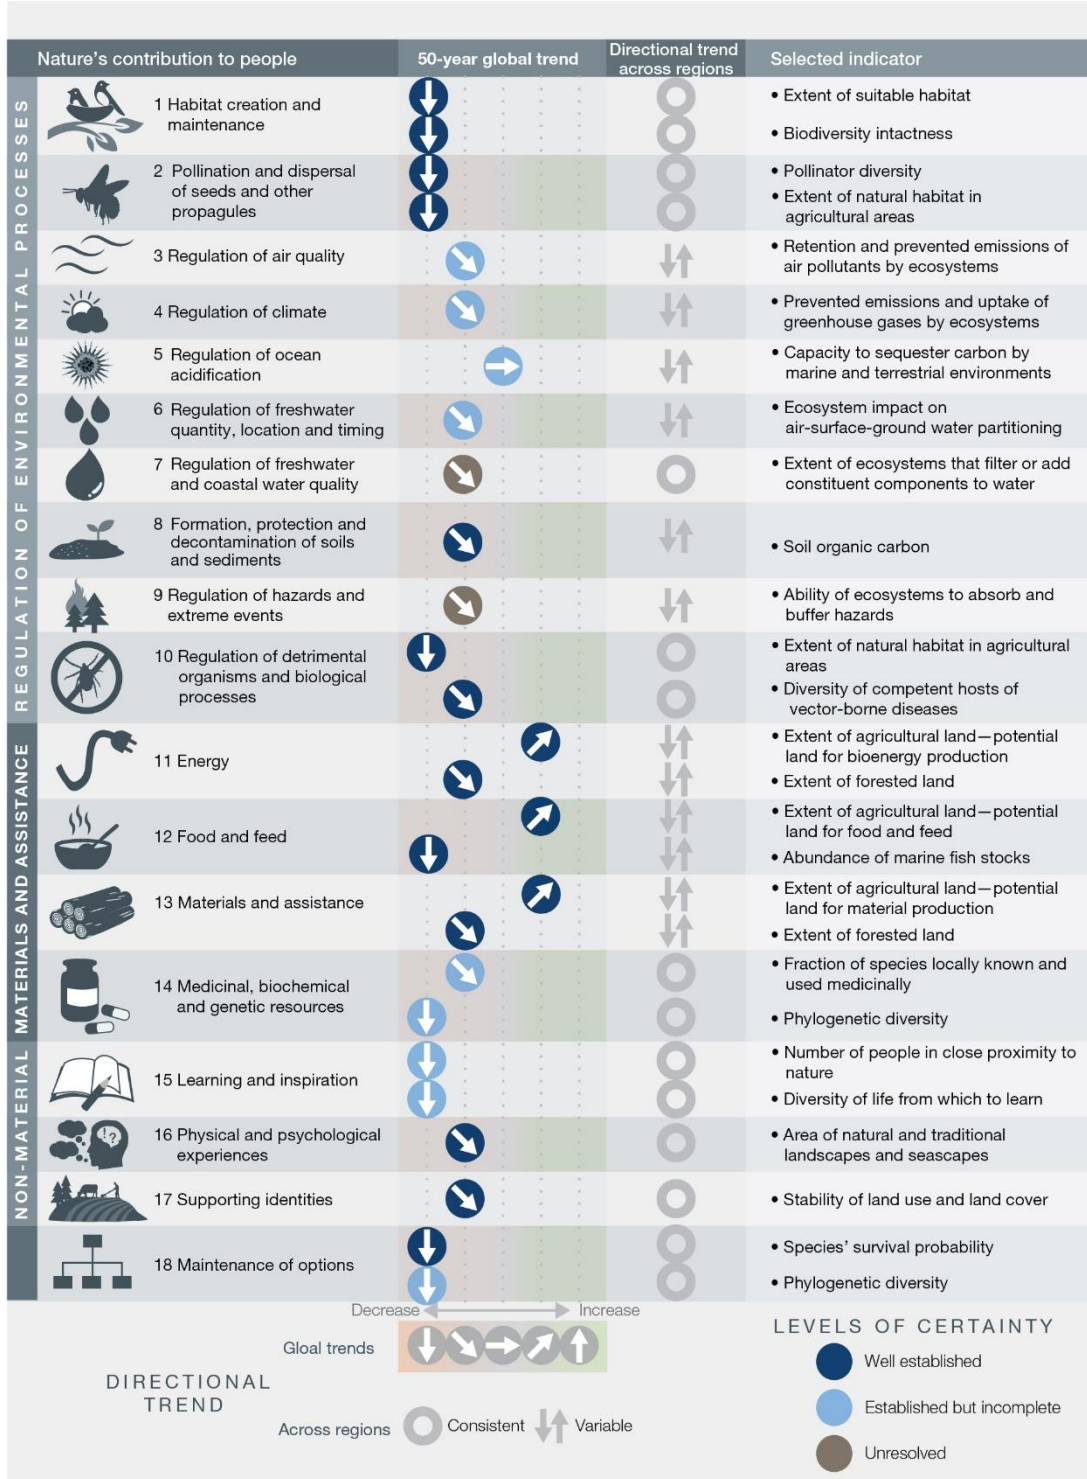 Nature's contribution to people
50-year global trend
Directional trend
across regions
Selected indicator
REGULATION OF ENVIRONMENTAL PROCESSES
1 Habitat creation and
maintenance
• Extent of suitable habitat
• Biodiversity intactness
2 Pollination and dispersal
of seeds and other
propagules
• Pollinator diversity
• Extent of natural habitat in
agricultural areas
3 Regulation of air quality
• Retention and prevented emissions of
air pollutants by ecosystems
4 Regulation of climate
• Prevented emissions and uptake of
greenhouse gases by ecosystems
5 Regulation of ocean
acidification
• Capacity to sequester carbon by
marine and terrestrial environments
6 Regulation of freshwater
quantity, location and timing
• Ecosystem impact on
air-surface-ground water partitioning
7 Regulation of freshwater
and coastal water quality
• Extent of ecosystems that filter or add
constituent components to water
8 Formation, protection and
decontamination of soils
and sediments
• Soil organic carbon
9 Regulation of hazards and
extreme events
• Ability of ecosystems to absorb and
buffer hazards
10 Regulation of detrimental
organisms and biological
processes
• Extent of natural habitat in agricultural
areas
• Diversity of competent hosts of
vector-borne diseases
MATERIALS AND ASSISTANCE
11 Energy
• Extent of agricultural land—potential
land for bioenergy production
• Extent of forested land
12 Food and feed
• Extent of agricultural land—potential
land for food and feed
• Abundance of marine fish stocks
13 Materials and assistance
• Extent of agricultural land—potential
land for material production
• Extent of forested land
14 Medicinal, biochemical
and genetic resources
• Fraction of species locally known and
used medicinally
• Phylogenetic diversity
NON-MATERIAL
15 Learning and inspiration
• Number of people in close proximity to
nature
• Diversity of life from which to learn
16 Physical and psychological
experiences
!?
• Area of natural and traditional
landscapes and seascapes
17 Supporting identities
• Stability of land use and land cover
18 Maintenance of options
• Species' survival probability
• Phylogenetic diversity
Decrease
Increase
Gloal trends
DIRECTIONAL
TREND
Across regions
Consistent
Variable
LEVELS OF CERTAINTY
Well established
Established but incomplete
Unresolved